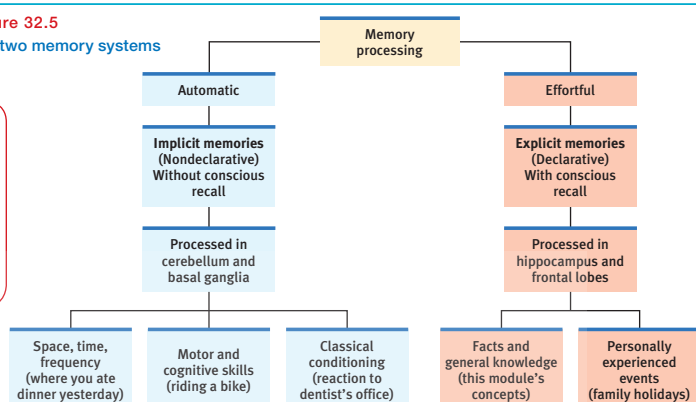 ure 32.5
two memory systems
Memory
processing
Automatic
Effortful
Implicit memories
(Nondeclarative)
Without conscious
recall
Explicit memories
(Declarative)
With conscious
recall
Processed in
cerebellum and
basal ganglia
Processed in
hippocampus and
frontal lobes
Space, time,
frequency
(where you ate
dinner yesterday)
Motor and
cognitive skills
(riding a bike)
Classical
conditioning
(reaction to
dentist's office)
Facts and
general knowledge
(this module's
concepts)
Personally
experienced
events
(family holidays)